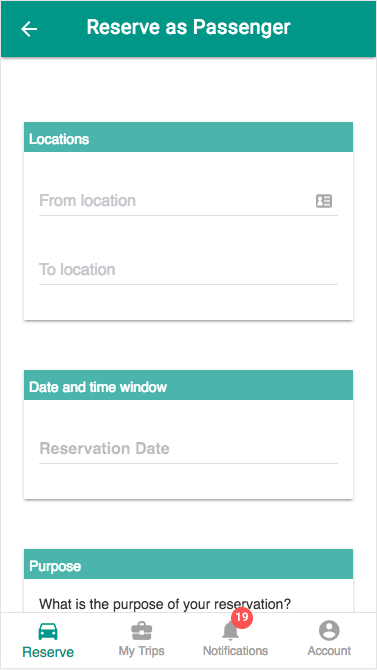 Reserve as Passenger
Locations
From location
To location
Date and time window
Reservation Date
Purpose
What is the purpose of your reservation?
19
Reserve
My Trips
Notifications
Account